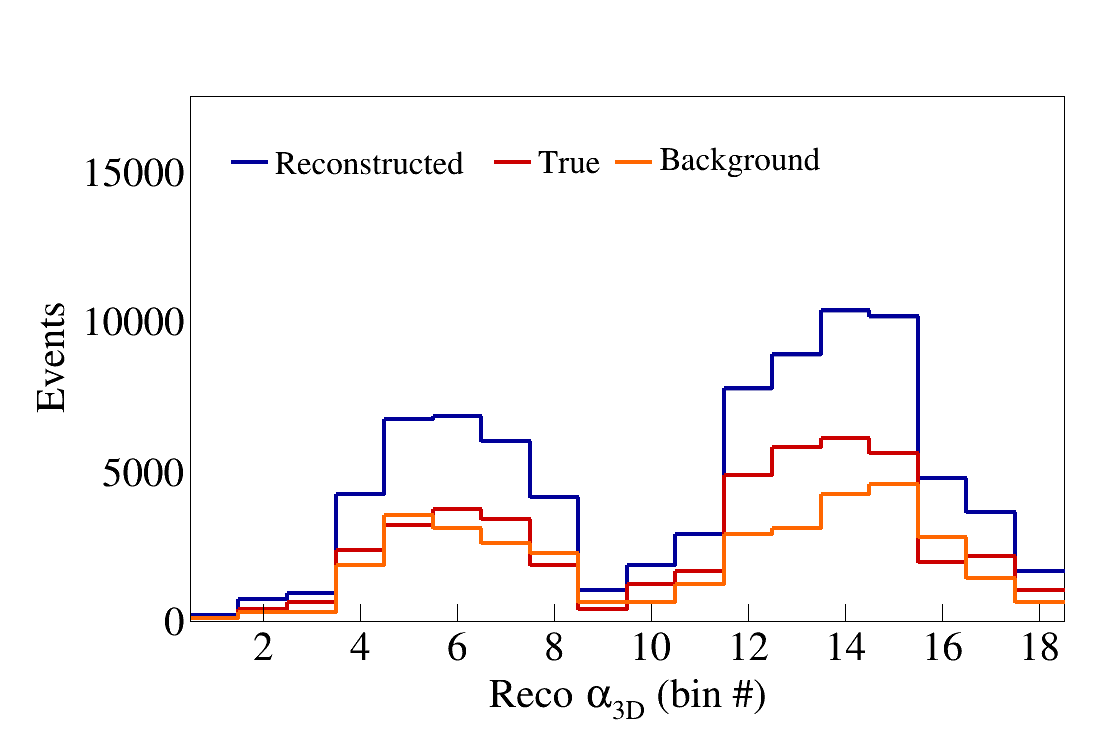 Reconstructed True Background
15000
10000
5000
0
Events
2 4 6 8 10 12 14 16 18
Reco α3D (bin #)